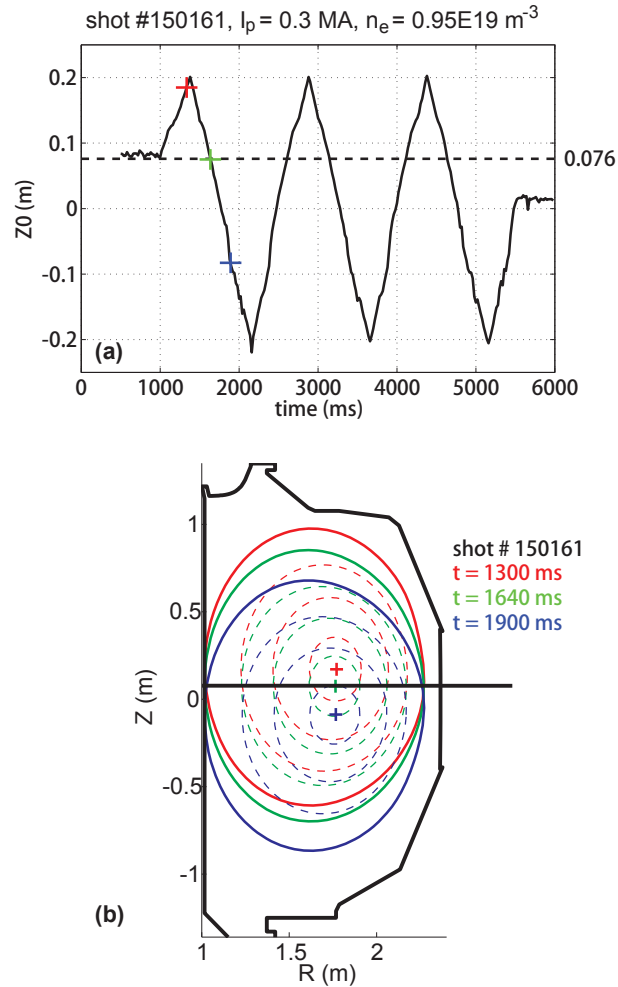 shot #150161, I_p = 0.3 MA, n_e = 0.95E19 m^-3
0.2
0.1
0
-0.1
-0.2
Z0 (m)
0.076
(a)
0 1000 2000 3000 4000 5000 6000
time (ms)
1
0.5
0
-0.5
-1
Z (m)
shot # 150161
t = 1300 ms
t = 1640 ms
t = 1900 ms
(b)
1 1.5 2
R (m)